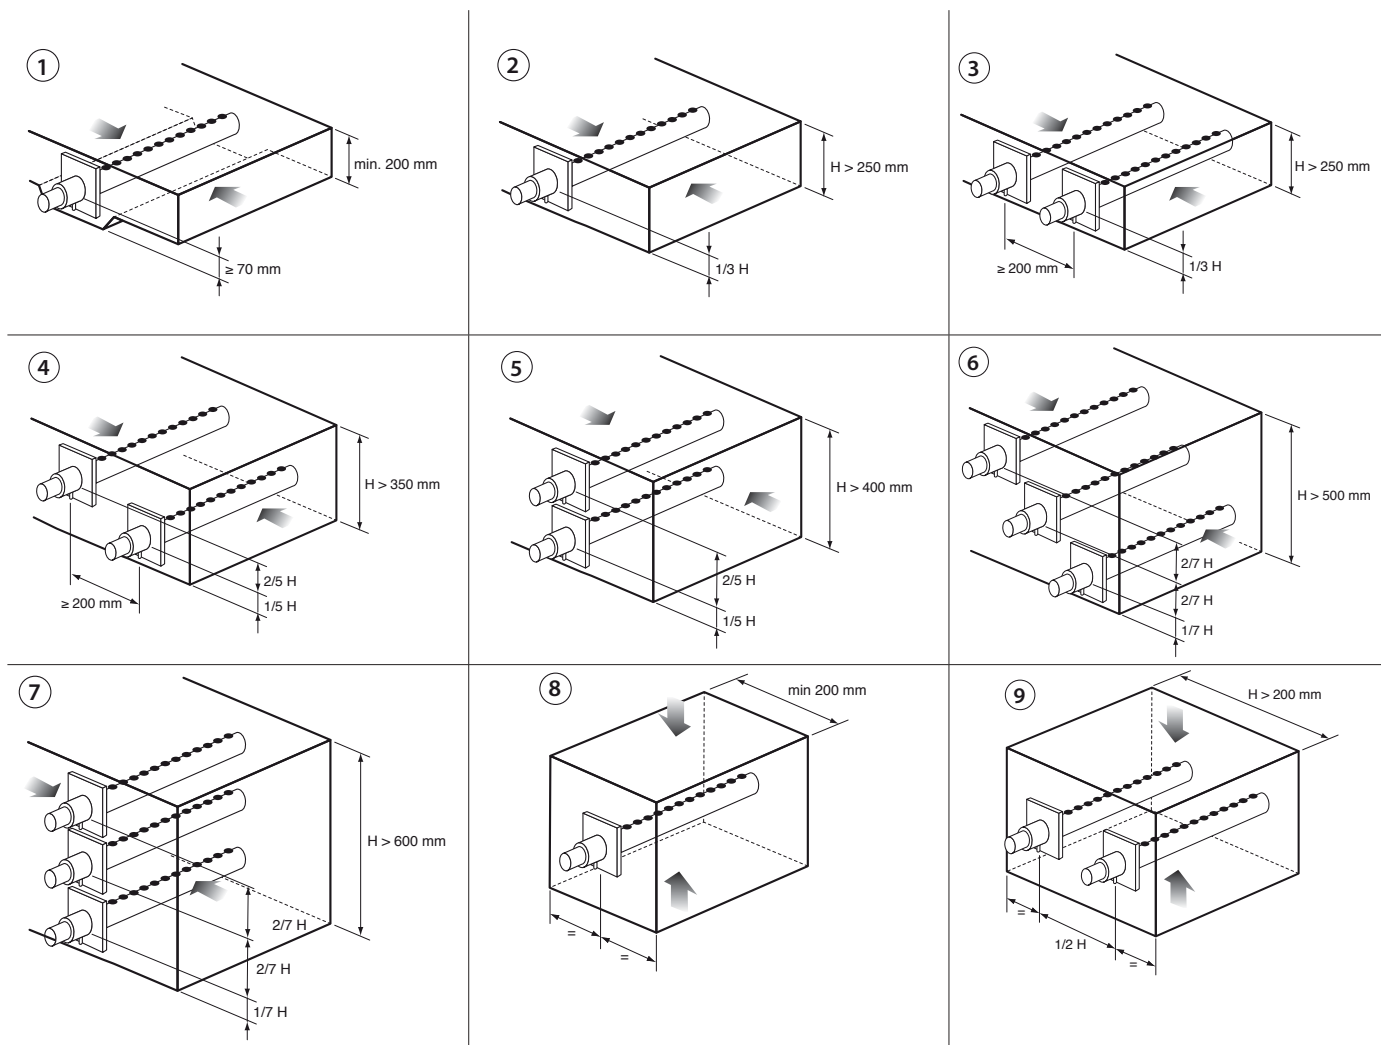 1
min. 200 mm
≥ 70 mm
2
H > 250 mm
1/3 H
3
H > 250 mm
≥ 200 mm
1/3 H
4
H > 350 mm
2/5 H
≥ 200 mm
1/5 H
5
H > 400 mm
2/5 H
1/5 H
6
H > 500 mm
2/7 H
2/7 H
1/7 H
7
H > 600 mm
2/7 H
2/7 H
1/7 H
8
min 200 mm
=
=
9
H > 200 mm
=
1/2 H
=